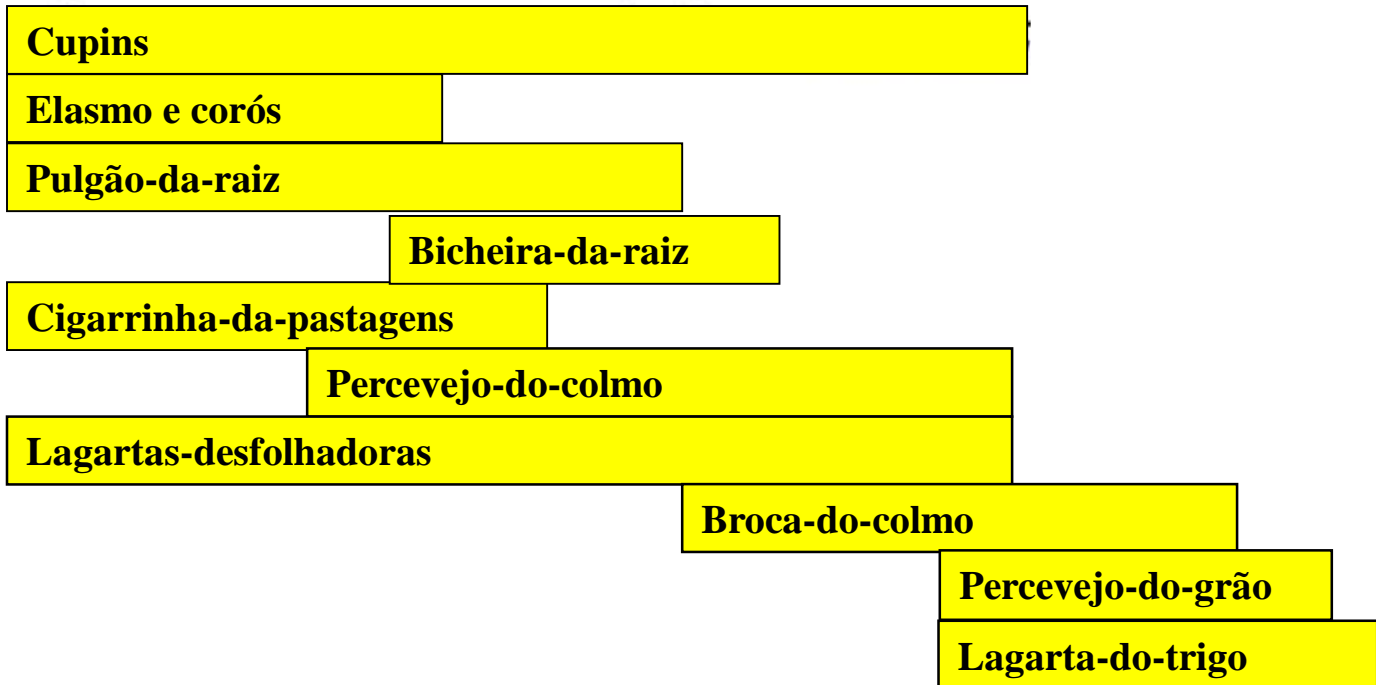 Cupins
Elasmo e corós
Pulgão-da-raiz
Bicheira-da-raiz
Cigarrinha-da-pastagens
Percevejo-do-colmo
Lagartas-desfolhadoras
Broca-do-colmo
Percevejo-do-grão
Lagarta-do-trigo